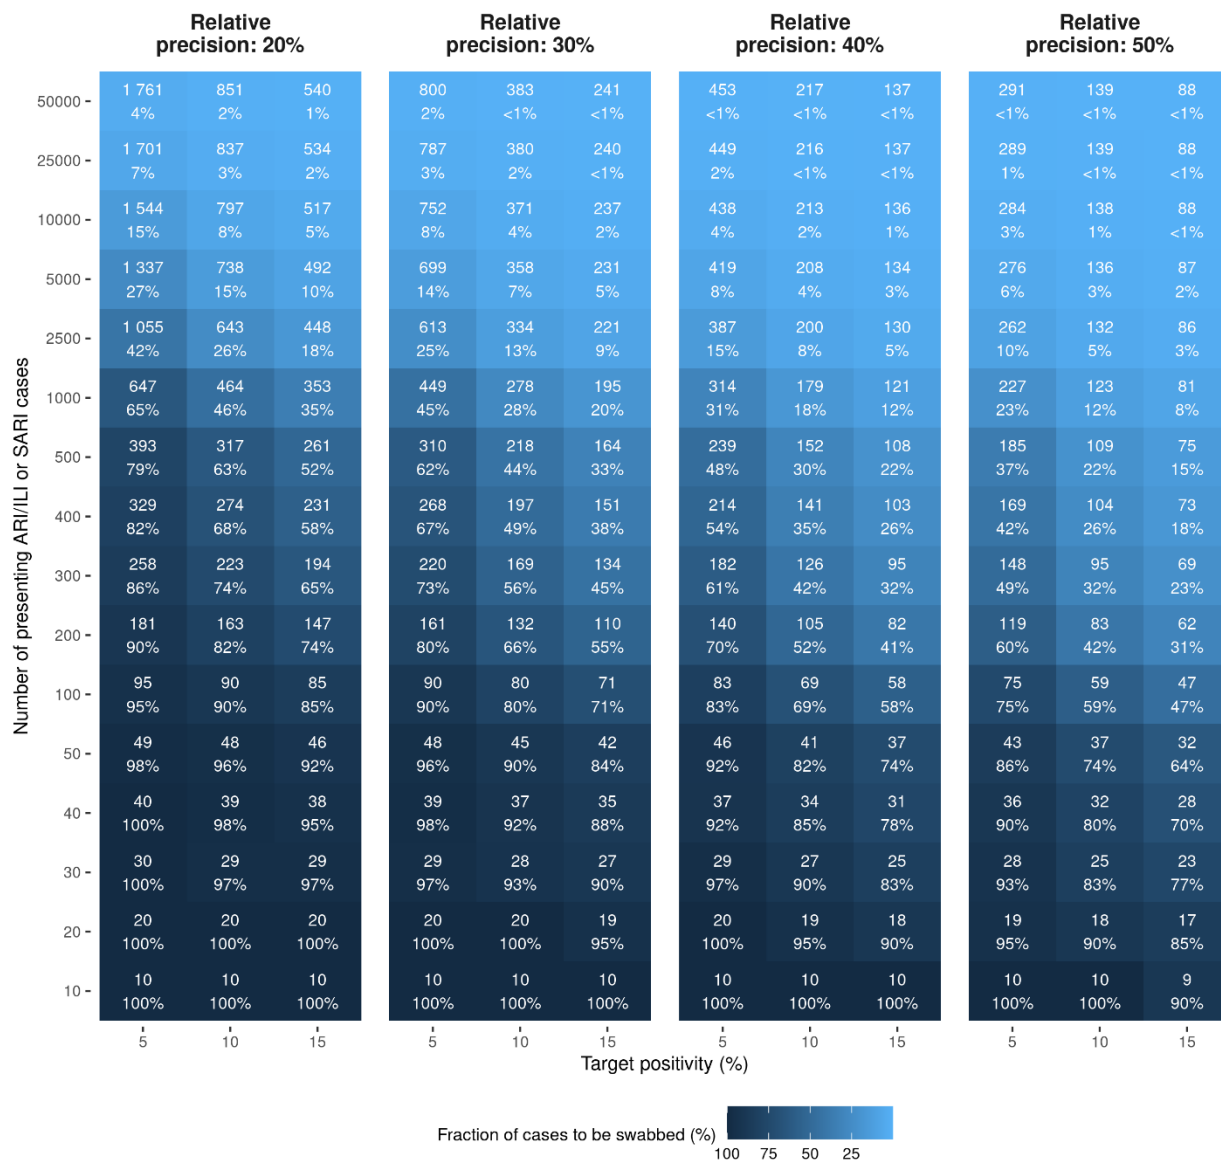 Relative Relative Relative Relative
precision: 20% precision: 30% precision: 40% precision: 50%
1 761 851 540 800 383 241 453 217 137 291 139 88
50000
4% 2% 1% 2% <1% <1% <1% <1% <1% <1% <1% <1%
1 701 837 534 787 380 240 449 216 137 289 139 88
25000
7% 3% 2% 3% 2% <1% 2% <1% <1% 1% <1% <1%
1 544 797 517 752 371 237 438 213 136 284 138 88
10000
15% 8% 5% 8% 4% 2% 4% 2% 1% 3% 1% <1%
1 337 738 492 699 358 231 419 208 134 276 136 87
5000
27% 15% 10% 14% 7% 5% 8% 4% 3% 6% 3% 2%
1 055 643 448 613 334 221 387 200 130 262 132 86
2500
42% 26% 18% 25% 13% 9% 15% 8% 5% 10% 5% 3%
647 464 353 449 278 195 314 179 121 227 123 81
1000
65% 46% 35% 45% 28% 20% 31% 18% 12% 23% 12% 8%
393 317 261 310 218 164 239 152 108 185 109 75
500
79% 63% 52% 62% 44% 33% 48% 30% 22% 37% 22% 15%
329 274 231 268 197 151 214 141 103 169 104 73
400
82% 68% 58% 67% 49% 38% 54% 35% 26% 42% 26% 18%
258 223 194 220 169 134 182 126 95 148 95 69
300
86% 74% 65% 73% 56% 45% 61% 42% 32% 49% 32% 23%
181 163 147 161 132 110 140 105 82 119 83 62
200
90% 82% 74% 80% 66% 55% 70% 52% 41% 60% 42% 31%
95 90 85 90 80 71 83 69 58 75 59 47
100
95% 90% 85% 90% 80% 71% 83% 69% 58% 75% 59% 47%
49 48 46 48 45 42 46 41 37 43 37 32
50
98% 96% 92% 96% 90% 84% 92% 82% 74% 86% 74% 64%
40 39 38 39 37 35 37 34 31 36 32 28
40
100% 98% 95% 98% 92% 88% 92% 85% 78% 90% 80% 70%
30 29 29 29 28 27 29 27 25 28 25 23
30
100% 97% 97% 97% 93% 90% 97% 90% 83% 93% 83% 77%
20 20 20 20 20 19 20 19 18 19 18 17
20
100% 100% 100% 100% 100% 95% 100% 95% 90% 95% 90% 85%
10 10 10 10 10 10 10 10 10 10 10 9
10
100% 100% 100% 100% 100% 100% 100% 100% 100% 100% 100% 90%
5 10 15 5 10 15 5 10 15 5 10 15
Number of presenting ARI/ILI or SARI cases
Target positivity (%)
Fraction of cases to be swabbed (%)
100 75 50 25